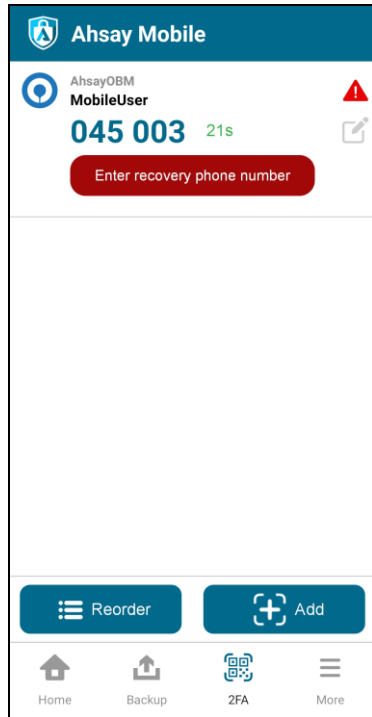 Ahsay Mobile
AhsayOBM
MobileUser
045 003 21s
Enter recovery phone number
Reorder Add
Home Backup 2FA More